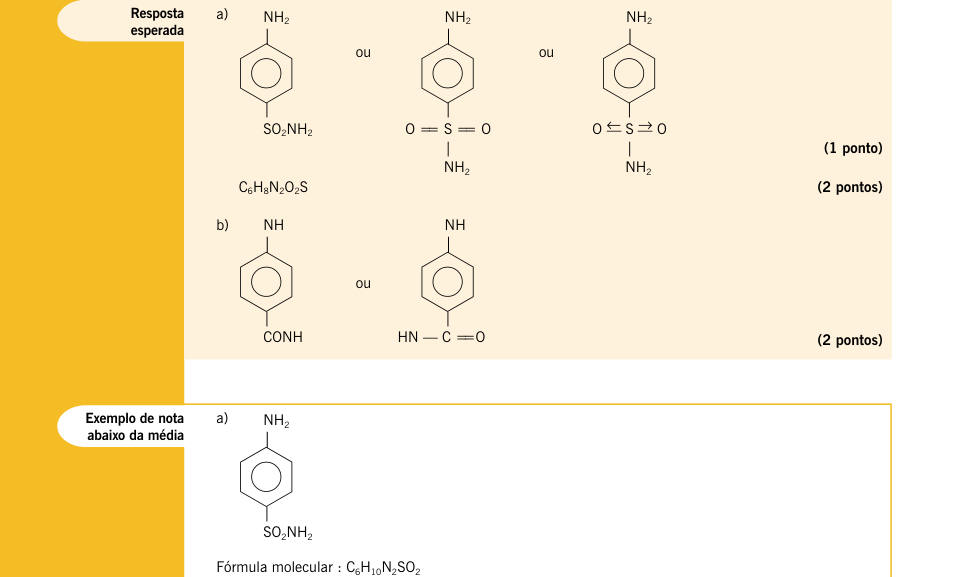 Resposta
esperada
a)
NH₂ ou NH₂ ou NH₂
SO₂NH₂
O = S = O
NH₂
O ← S → O
NH₂
(1 ponto)
C₆H₈N₂O₂S
(2 pontos)
b)
NH ou NH
CONH
HN — C = O
(2 pontos)
Exemplo de nota
abaixo da média
a)
NH₂
SO₂NH₂
Fórmula molecular : C₆H₁₀N₂SO₂